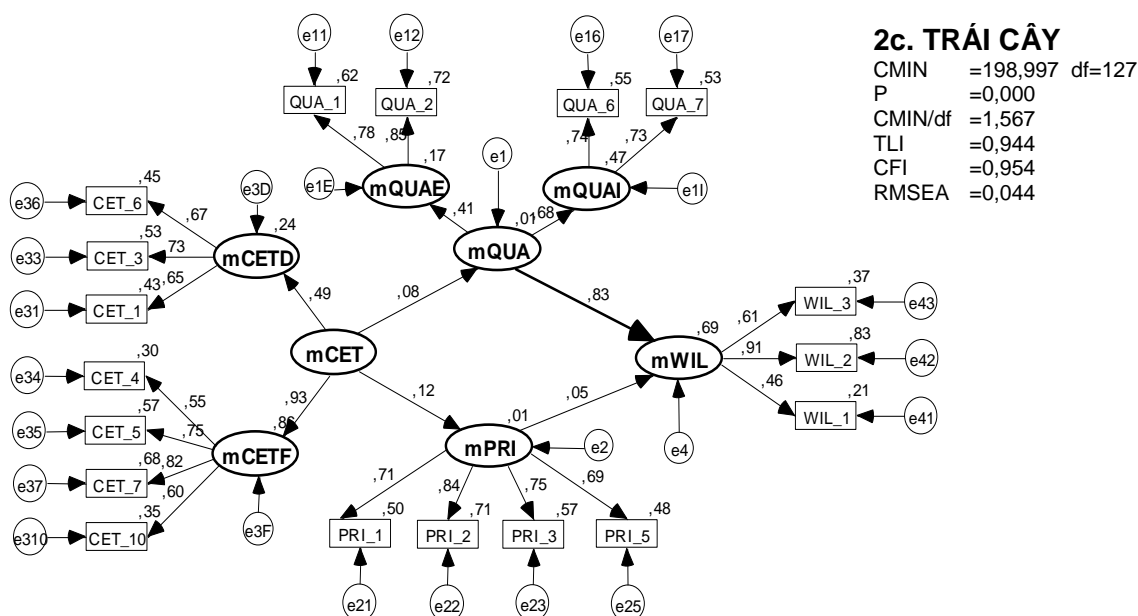 2c. TRÁI CÂY
CMIN =198,997 df=127
P =0,000
CMIN/df =1,567
TLI =0,944
CFI =0,954
RMSEA =0,044
e11 e12 e16 e17
,62 ,72 ,55 ,53
QUA_1 QUA_2 QUA_6 QUA_7
,78 ,85 ,74 ,73
,17 e1 ,47
e1E mQUAE mQUAI e1I
,41 ,01 ,68
mQUA
,45 e3D
e36 CET_6
,67 ,24
,53
e33 CET_3 ,73 mCETD
,43 ,65
e31 CET_1
,49 ,08 ,83
,37
WIL_3 e43
,61
,30 mCET ,69 ,83
e34 CET_4 mWIL ,91 WIL_2 e42
,55 ,93 ,12 ,05 ,46 ,21
WIL_1 e41
,57
e35 CET_5 ,75 ,86 ,01
mCETF mPRI e2 e4
,68 ,82
e37 CET_7
,60
,35
e310 CET_10 e3F
,71 ,84 ,75 ,69
,50 ,71 ,57 ,48
PRI_1 PRI_2 PRI_3 PRI_5
e21 e22 e23 e25